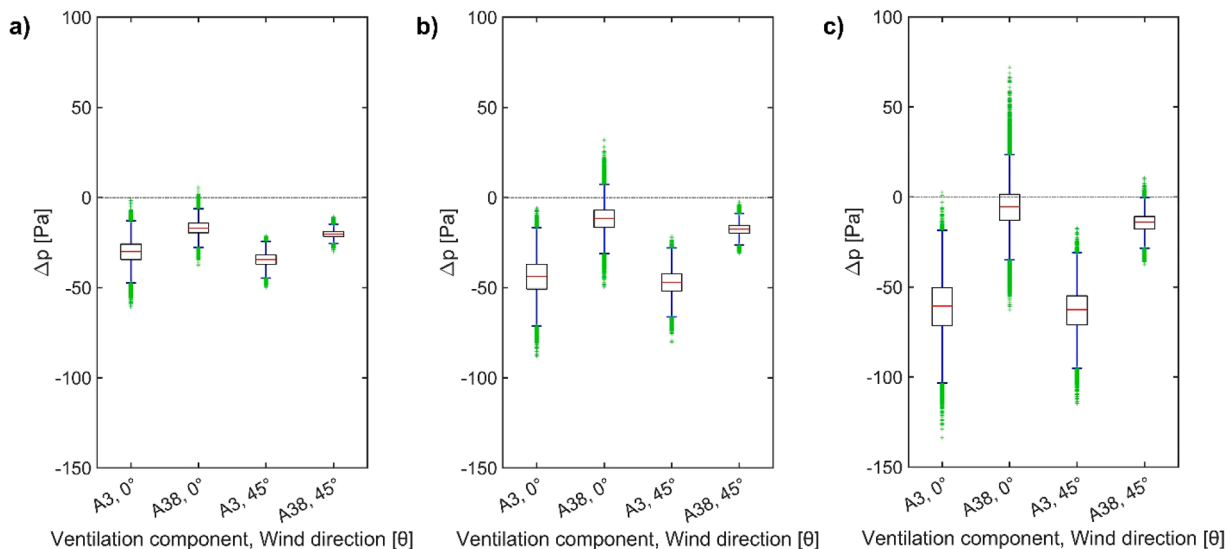 a)
100
50
0
-50
-100
-150
Δp [Pa]
A3, 0°
A38, 0°
A3, 45°
A38, 45°
Ventilation component, Wind direction [θ]
b)
100
50
0
-50
-100
-150
Δp [Pa]
A3, 0°
A38, 0°
A3, 45°
A38, 45°
Ventilation component, Wind direction [θ]
c)
100
50
0
-50
-100
-150
Δp [Pa]
A3, 0°
A38, 0°
A3, 45°
A38, 45°
Ventilation component, Wind direction [θ]